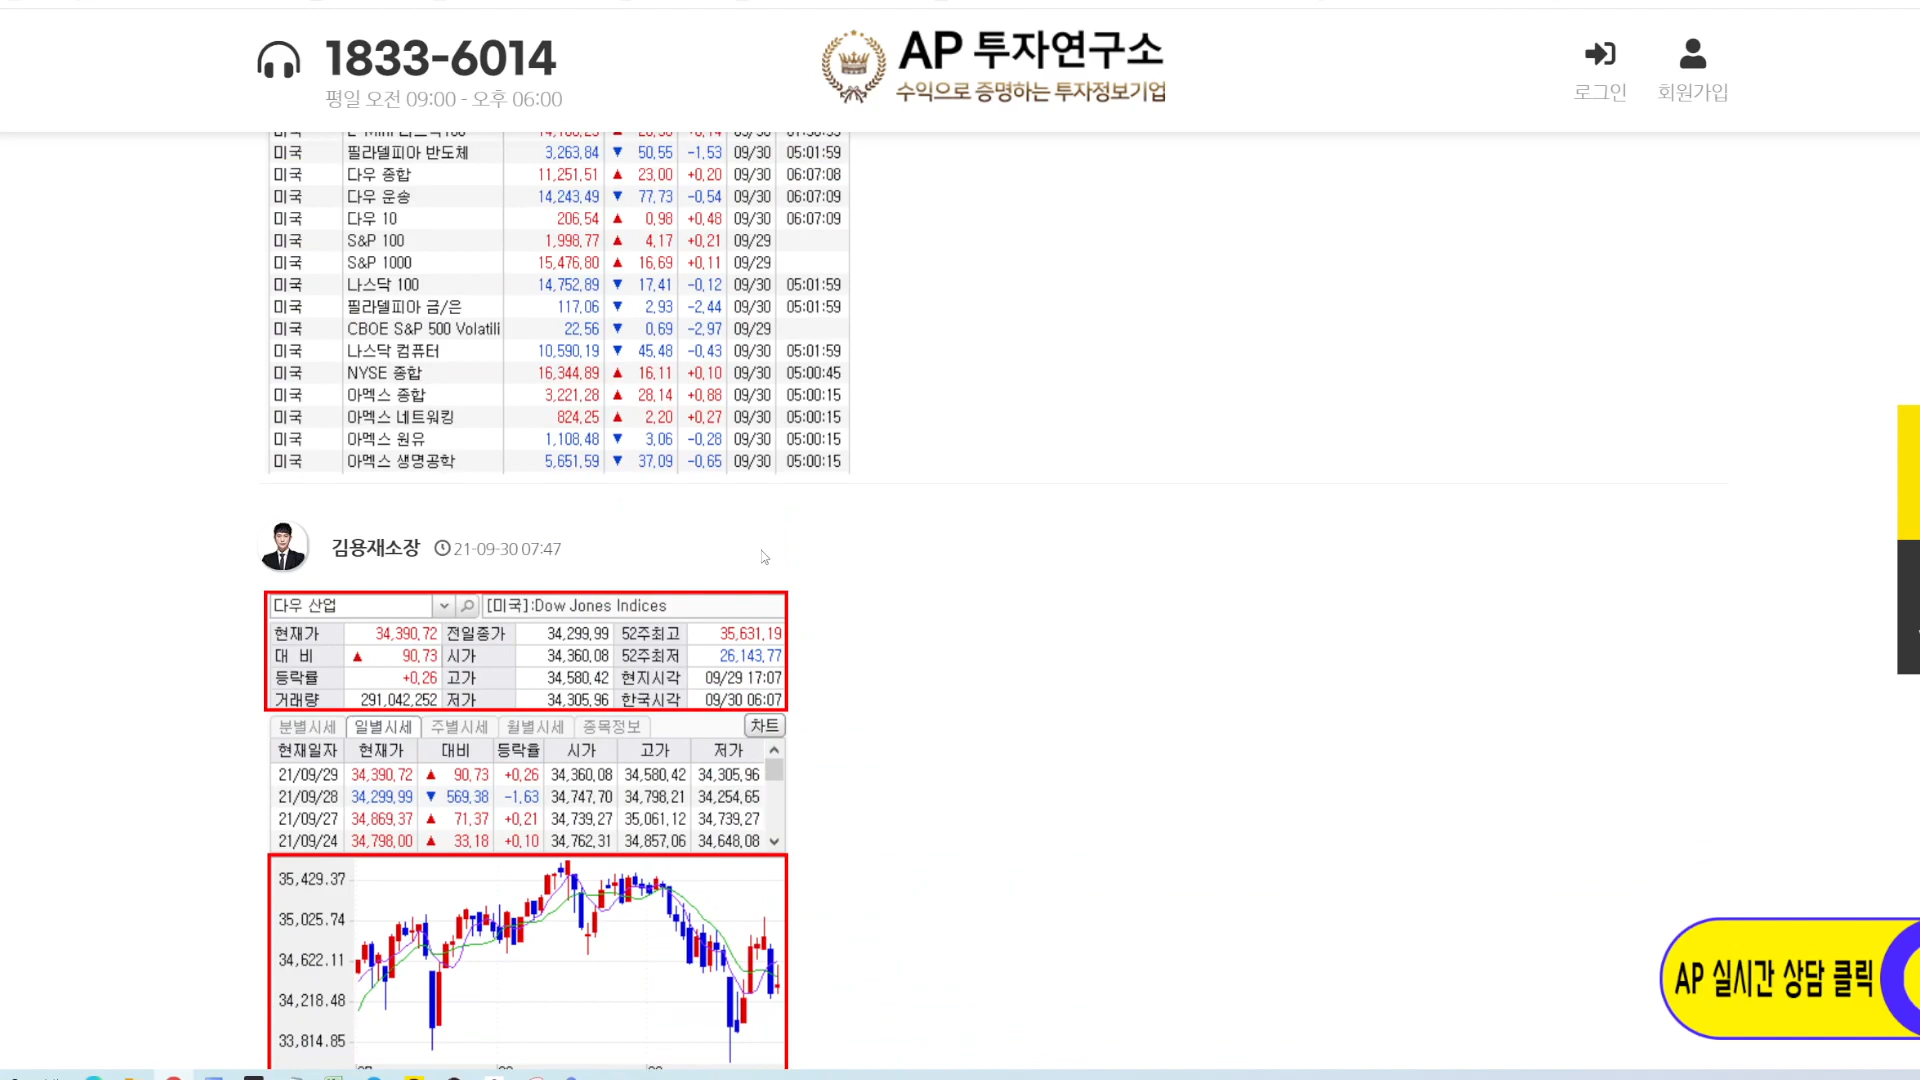 1833-6014
평일 오전 09:00 - 오후 06:00
AP 투자연구소
수익으로 증명하는 투자정보기업
로그인
회원가입
미국 필라델피아 반도체 3,263.84 ▼ 50.55 -1.53 09/30 05:01:59
미국 다우 종합 11,251.51 ▲ 23.00 +0.20 09/30 06:07:08
미국 다우 운송 14,243.49 ▼ 77.73 -0.54 09/30 06:07:09
미국 다우 10 206.54 ▲ 0.98 +0.48 09/30 06:07:09
미국 S&P 100 1,998.77 ▲ 4.17 +0.21 09/29
미국 S&P 1000 15,476.80 ▲ 16.69 +0.11 09/29
미국 나스닥 100 14,752.89 ▼ 17.41 -0.12 09/30 05:01:59
미국 필라델피아 금/은 117.06 ▼ 2.93 -2.44 09/30 05:01:59
미국 CBOE S&P 500 Volatili 22.56 ▼ 0.69 -2.97 09/29
미국 나스닥 컴퓨터 10,590.19 ▼ 45.48 -0.43 09/30 05:01:59
미국 NYSE 종합 16,344.89 ▲ 16.11 +0.10 09/30 05:00:45
미국 아멕스 종합 3,221.28 ▲ 28.14 +0.88 09/30 05:00:15
미국 아멕스 네트워킹 824.25 ▲ 2.20 +0.27 09/30 05:00:15
미국 아멕스 원유 1,108.48 ▼ 3.06 -0.28 09/30 05:00:15
미국 아멕스 생명공학 5,651.59 ▼ 37.09 -0.65 09/30 05:00:15
김용재소장 21-09-30 07:47
다우 산업 [미국]:Dow Jones Indices
현재가 34,390.72 전일종가 34,299.99 52주최고 35,631.19
대 비 ▲ 90.73 시가 34,360.08 52주최저 26,143.77
등락률 +0.26 고가 34,580.42 현지시각 09/29 17:07
거래량 291,042,252 저가 34,305.96 한국시각 09/30 06:07
분별시세 일별시세 주별시세 월별시세 종목정보 차트
현재일자 현재가 대비 등락률 시가 고가 저가
21/09/29 34,390.72 ▲ 90.73 +0.26 34,360.08 34,580.42 34,305.96
21/09/28 34,299.99 ▼ 569.38 -1.63 34,747.70 34,798.21 34,254.65
21/09/27 34,869.37 ▲ 71.37 +0.21 34,739.27 35,061.12 34,739.27
21/09/24 34,798.00 ▲ 33.18 +0.10 34,762.31 34,857.06 34,648.08
35,429.37
35,025.74
34,622.11
34,218.48
33,814.85
AP 실시간 상담 클릭